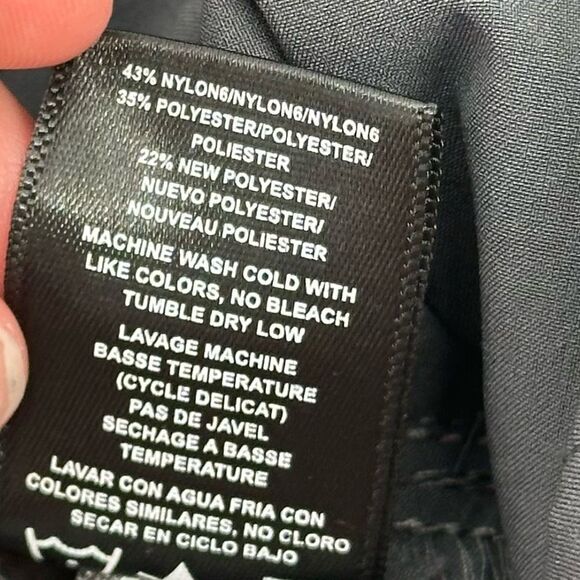 43% NYLON6/NYLON6/NYLON6
35% POLYESTER/POLYESTER/
POLIESTER
22% NEW POLYESTER/
NUEVO POLYESTER/
NOUVEAU POLIESTER
MACHINE WASH COLD WITH
LIKE COLORS, NO BLEACH
TUMBLE DRY LOW
LAVAGE MACHINE
BASSE TEMPERATURE
(CYCLE DELICAT)
PAS DE JAVEL
SECHAGE A BASSE
TEMPERATURE
LAVAR CON AGUA FRIA CON
COLORES SIMILARES, NO CLORO
SECAR EN CICLO BAJO